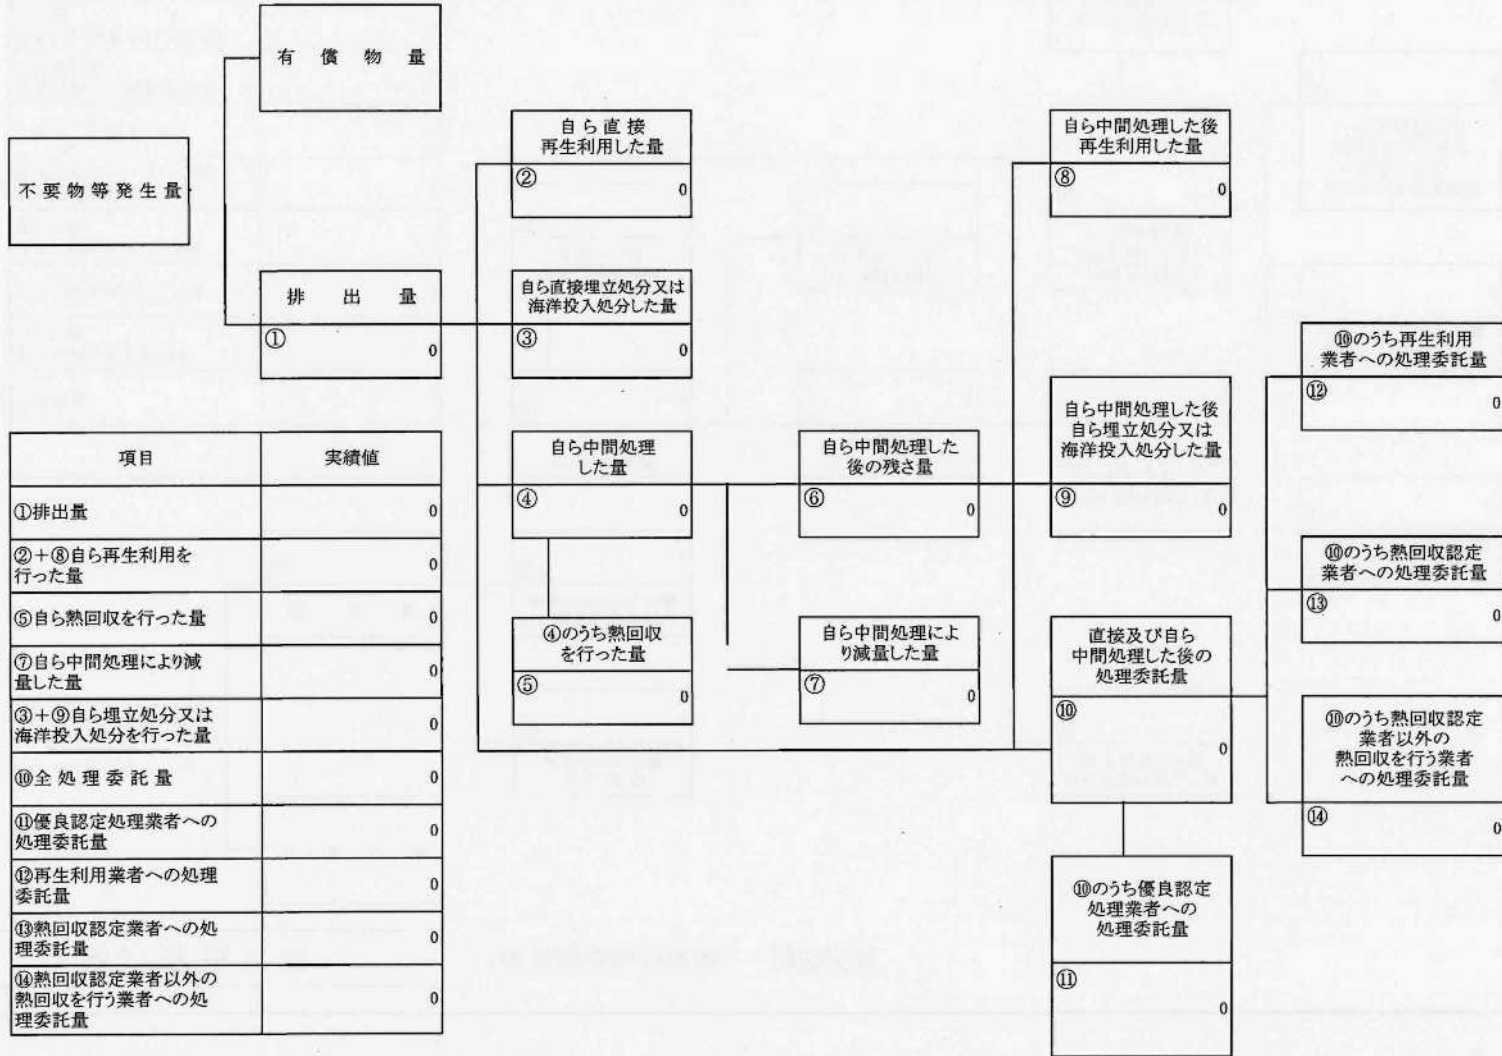 有償物量
不要物等発生量
排出量
①
0
自ら直接
再生利用した量
②
0
自ら直接埋立処分又は
海洋投入処分した量
③
0
自ら中間処理
した量
④
0
④のうち熱回収
を行った量
⑤
0
自ら中間処理した
後の残さ量
⑥
0
自ら中間処理によ
り減量した量
⑦
0
自ら中間処理した後
再生利用した量
⑧
0
自ら中間処理した後
自ら埋立処分又は
海洋投入処分した量
⑨
0
直接及び自ら
中間処理した後の
処理委託量
⑩
0
⑩のうち優良認定
処理業者への
処理委託量
⑪
0
⑩のうち再生利用
業者への処理委託量
⑫
0
⑩のうち熱回収認定
業者への処理委託量
⑬
0
⑩のうち熱回収認定
業者以外の
熱回収を行う業者
への処理委託量
⑭
0
項目 実績値
①排出量 0
②+⑧自ら再生利用を
行った量 0
⑤自ら熱回収を行った量 0
⑦自ら中間処理により減
量した量 0
③+⑨自ら埋立処分又は
海洋投入処分を行った量 0
⑩全処理委託量 0
⑪優良認定処理業者への
処理委託量 0
⑫再生利用業者への処理
委託量 0
⑬熱回収認定業者への処
理委託量 0
⑭熱回収認定業者以外の
熱回収を行う業者への処
理委託量 0